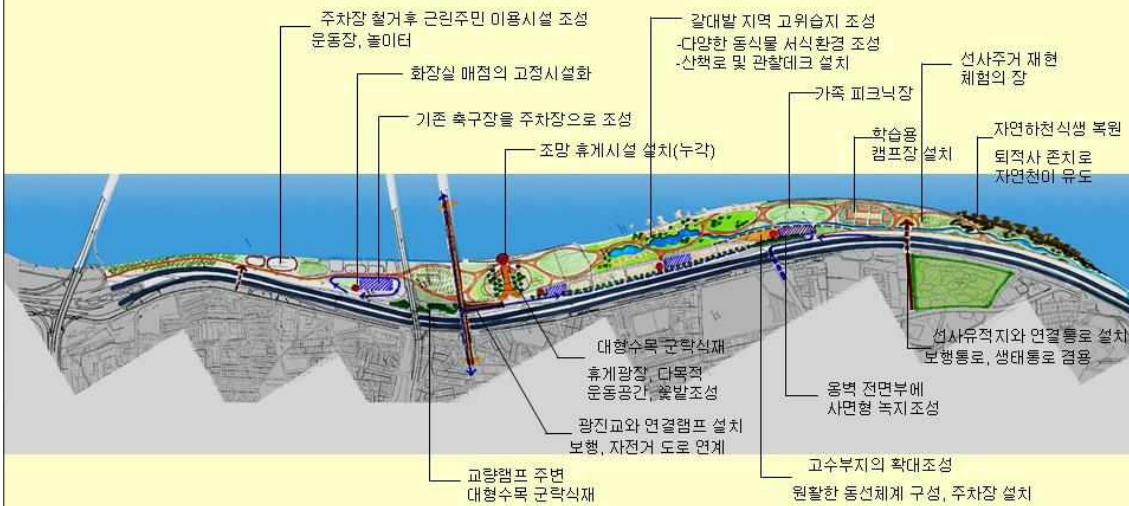 주차장 철거후 근린주민 이용시설 조성
운동장, 놀이터
화장실 매점의 고정시설화
기존 축구장을 주차장으로 조성
조망 휴게시설 설치(누각)
갈대밭 지역 고위습지 조성
-다양한 동식물 서식환경 조성
-산책로 및 관찰데크 설치
가족 피크닉장
선사주거 재현
체험의 장
학습용
캠프장 설치
자연하천식생 복원
퇴적사 존치로
자연천이 유도
대형수목 군락식재
휴게광장, 다목적
운동공간, 꽃밭조성
광진교와 연결램프 설치
보행, 자전거 도로 연계
교량램프 주변
대형수목 군락식재
선사유적지와 연결통로 설치
보행통로, 생태통로 겸용
옹벽 전면부에
사면형 녹지조성
고수부지의 확대조성
원활한 동선체계 구성, 주차장 설치